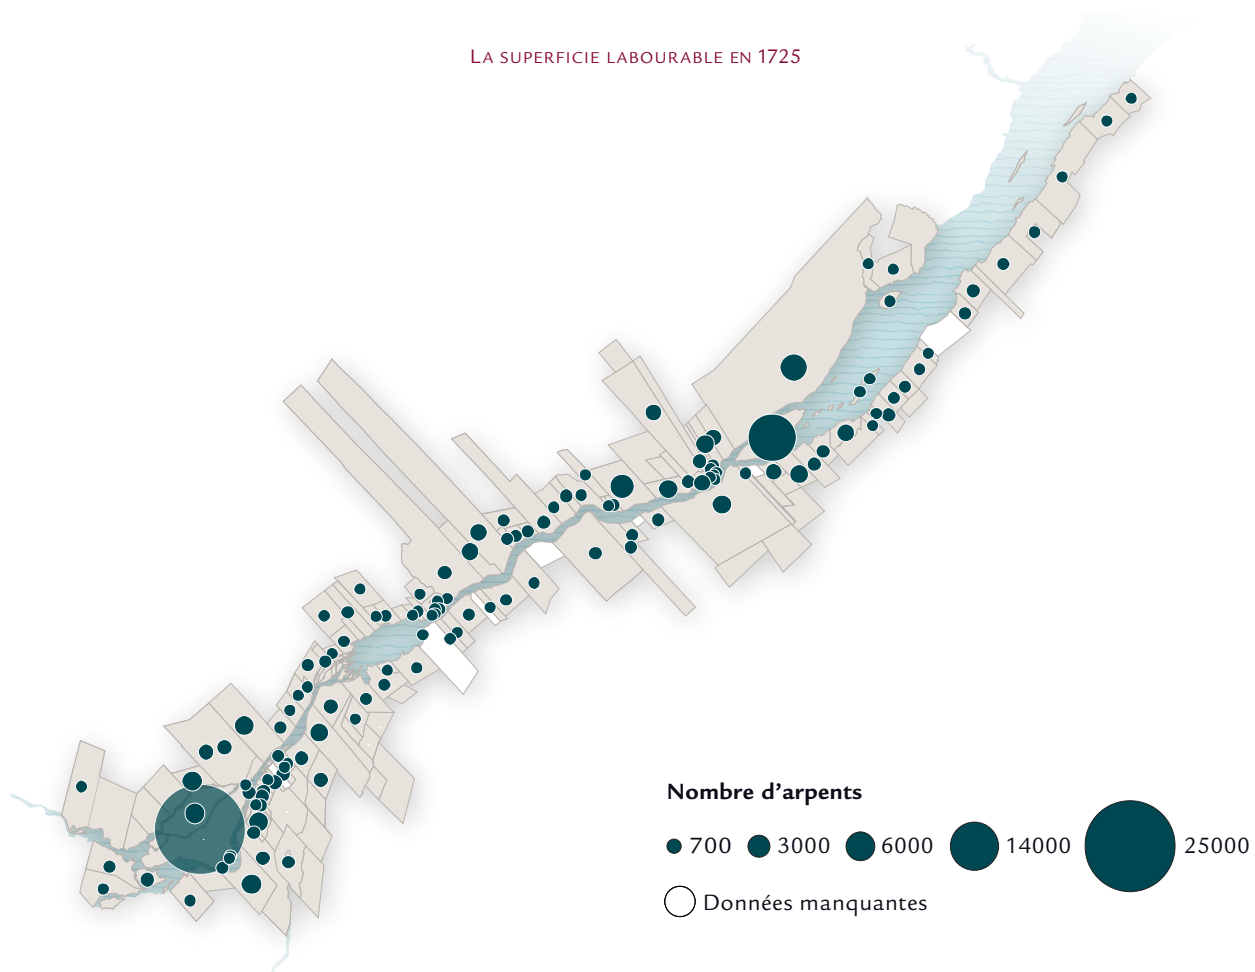 La superficie labourable en 1725
Nombre d’arpents
700 3000 6000 14000 25000
Données manquantes